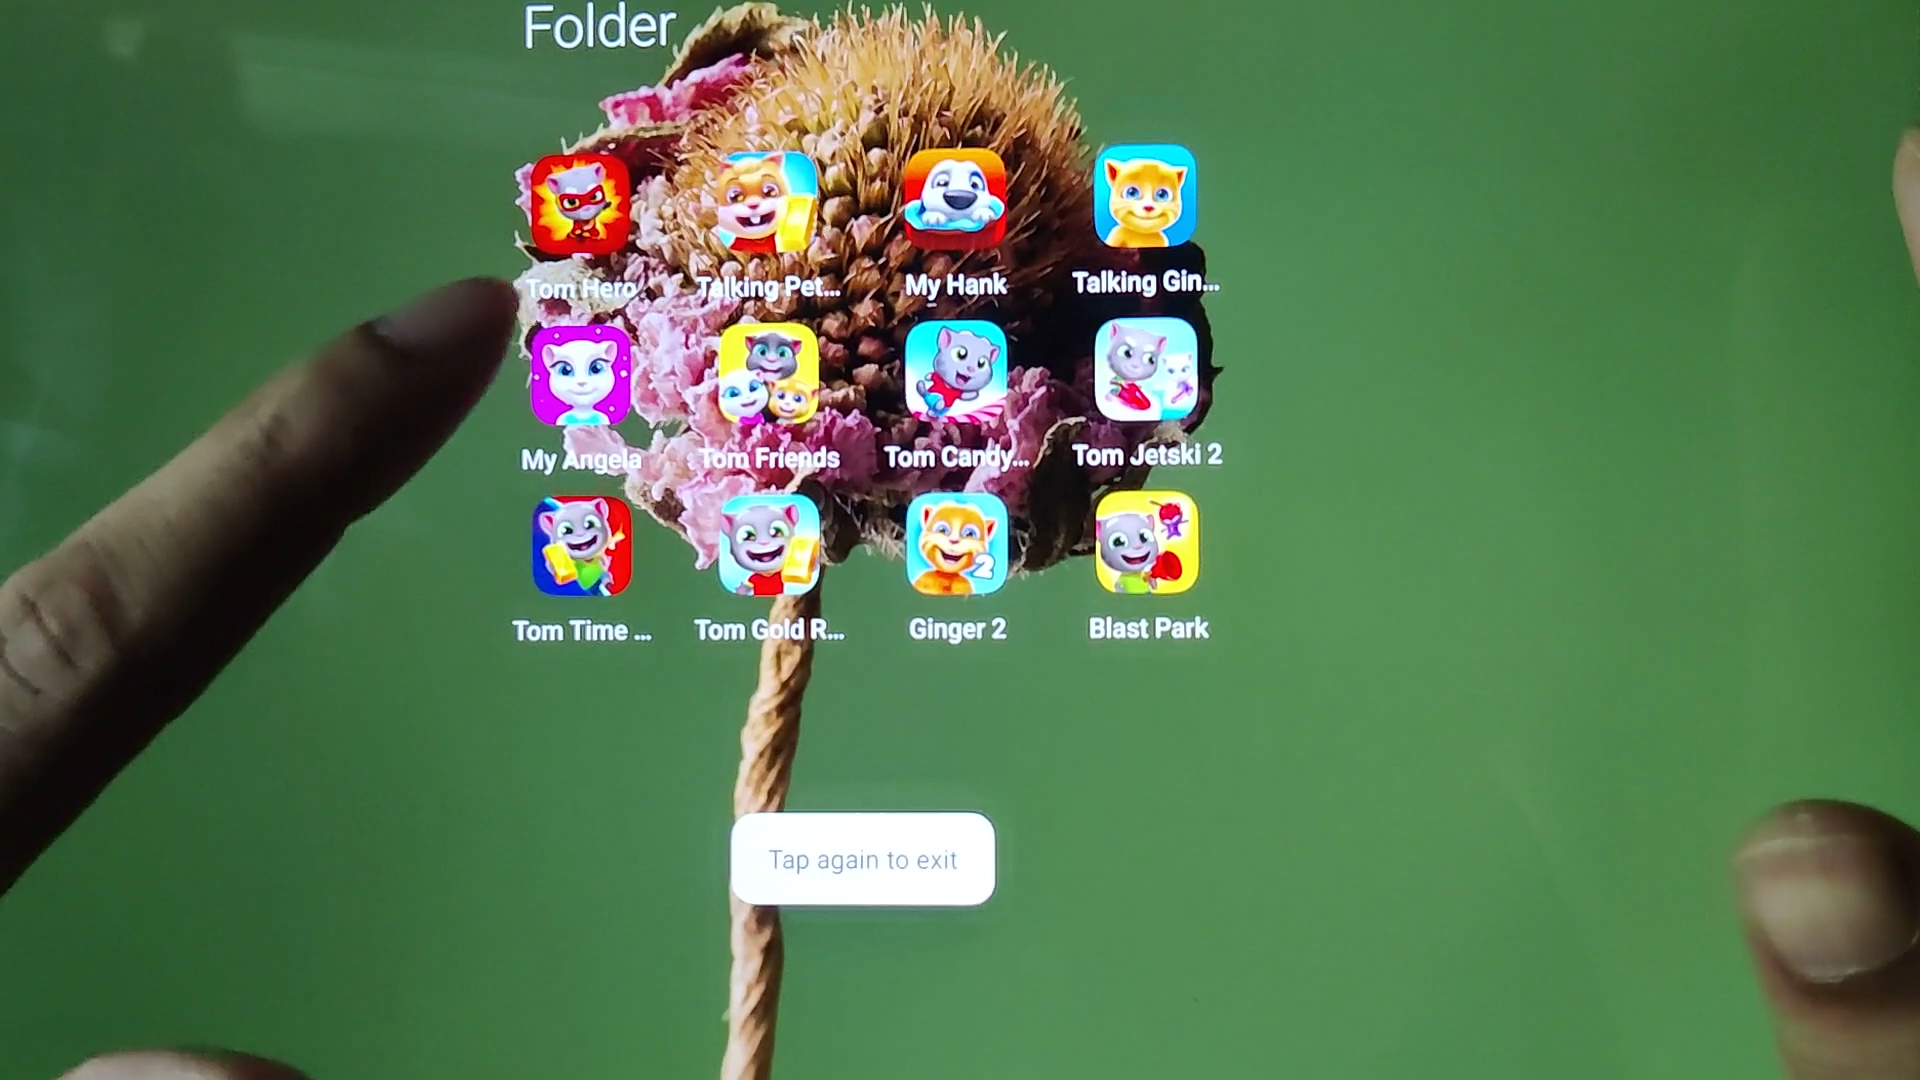 Folder
Tom Hero
Talking Pet...
My Hank
Talking Gin...
My Angela
Tom Friends
Tom Candy...
Tom Jetski 2
2
Tom Time ...
Tom Gold R...
Ginger 2
Blast Park
Tap again to exit